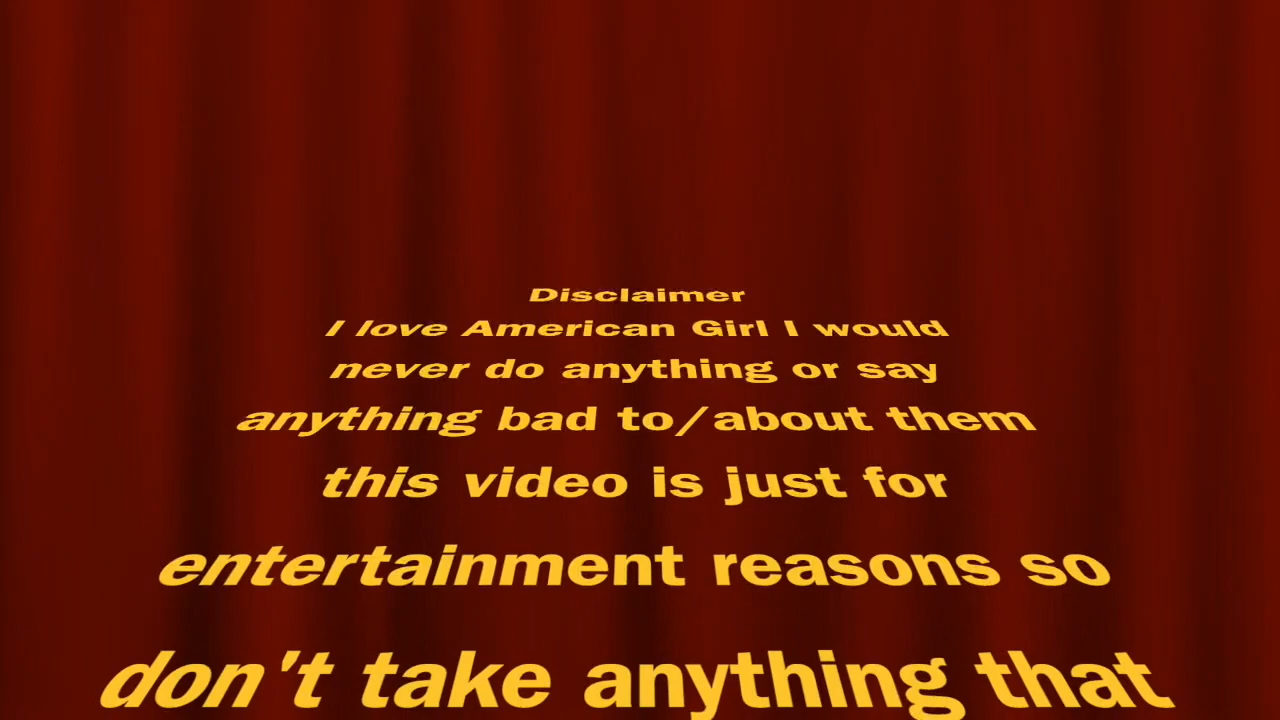 Disclaimer
I love American Girl I would
never do anything or say
anything bad to/about them
this video is just for
entertainment reasons so
don't take anything that